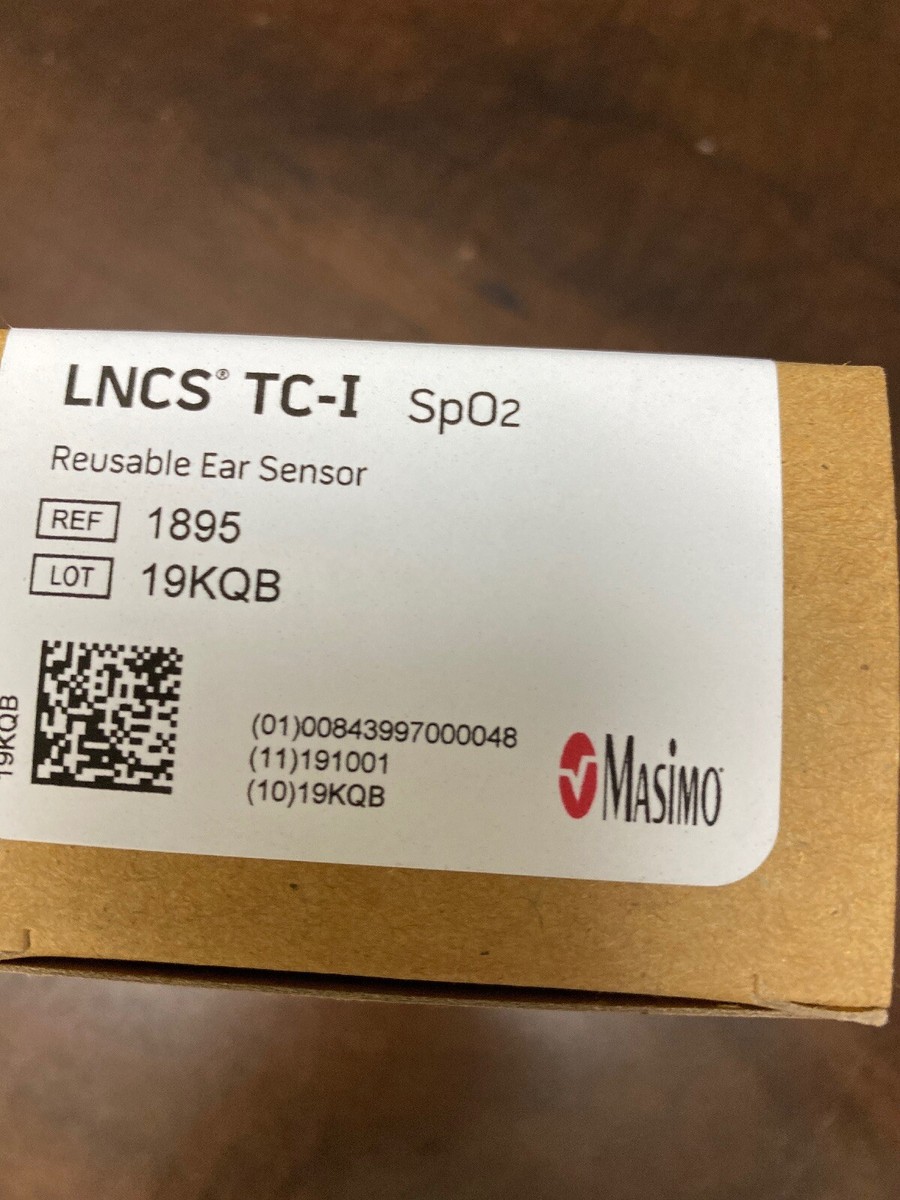 LNCS® TC-I SpO2
Reusable Ear Sensor
REF 1895
LOT 19KQB
19KQB
(01)00843997000048
(11)191001
(10)19KQB
MASiMO